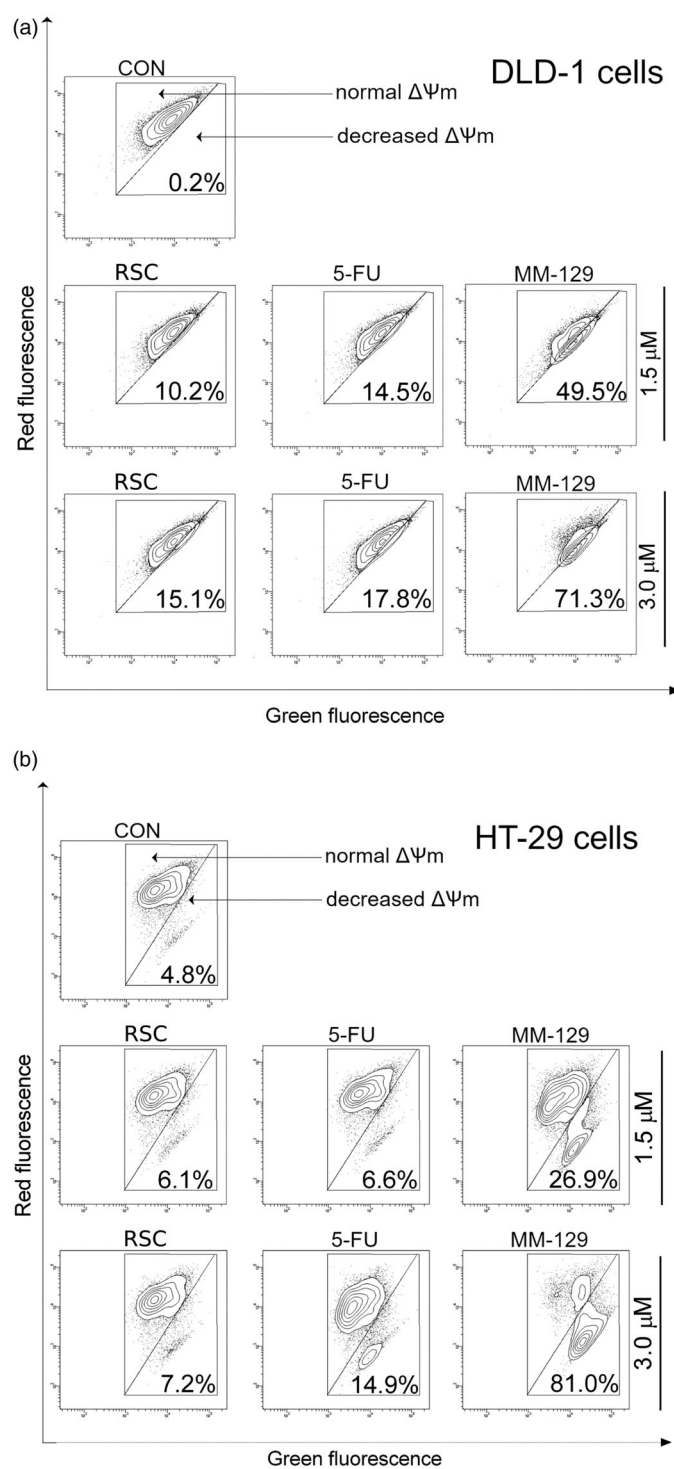 (a)
CON
DLD-1 cells
normal ΔΨm
decreased ΔΨm
0.2%
RSC
5-FU
MM-129
10.2%
14.5%
49.5%
1.5 µM
RSC
5-FU
MM-129
15.1%
17.8%
71.3%
3.0 µM
Red fluorescence
Green fluorescence
(b)
CON
HT-29 cells
normal ΔΨm
decreased ΔΨm
4.8%
RSC
5-FU
MM-129
6.1%
6.6%
26.9%
1.5 µM
RSC
5-FU
MM-129
7.2%
14.9%
81.0%
3.0 µM
Red fluorescence
Green fluorescence